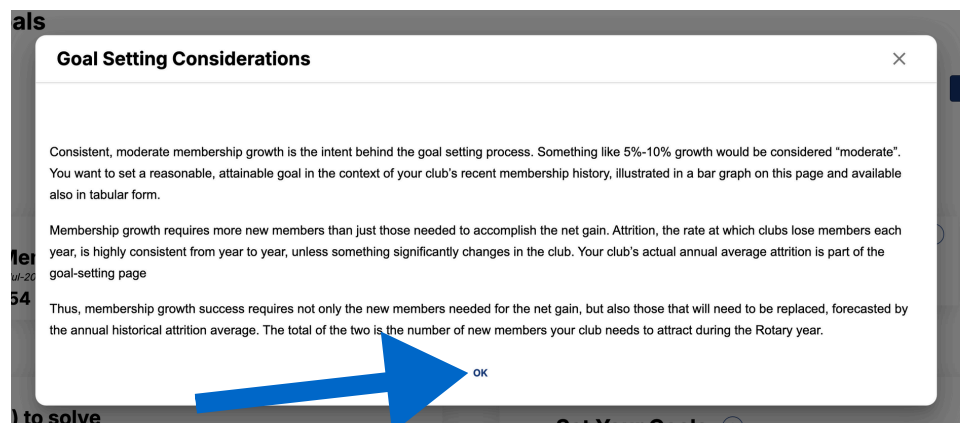 als
Goal Setting Considerations
Consistent, moderate membership growth is the intent behind the goal setting process. Something like 5%-10% growth would be considered “moderate”.
You want to set a reasonable, attainable goal in the context of your club’s recent membership history, illustrated in a bar graph on this page and available
also in tabular form.
Membership growth requires more new members than just those needed to accomplish the net gain. Attrition, the rate at which clubs lose members each
year, is highly consistent from year to year, unless something significantly changes in the club. Your club’s actual annual average attrition is part of the
goal-setting page
Thus, membership growth success requires not only the new members needed for the net gain, but also those that will need to be replaced, forecasted by
the annual historical attrition average. The total of the two is the number of new members your club needs to attract during the Rotary year.
54
OK
) to solve